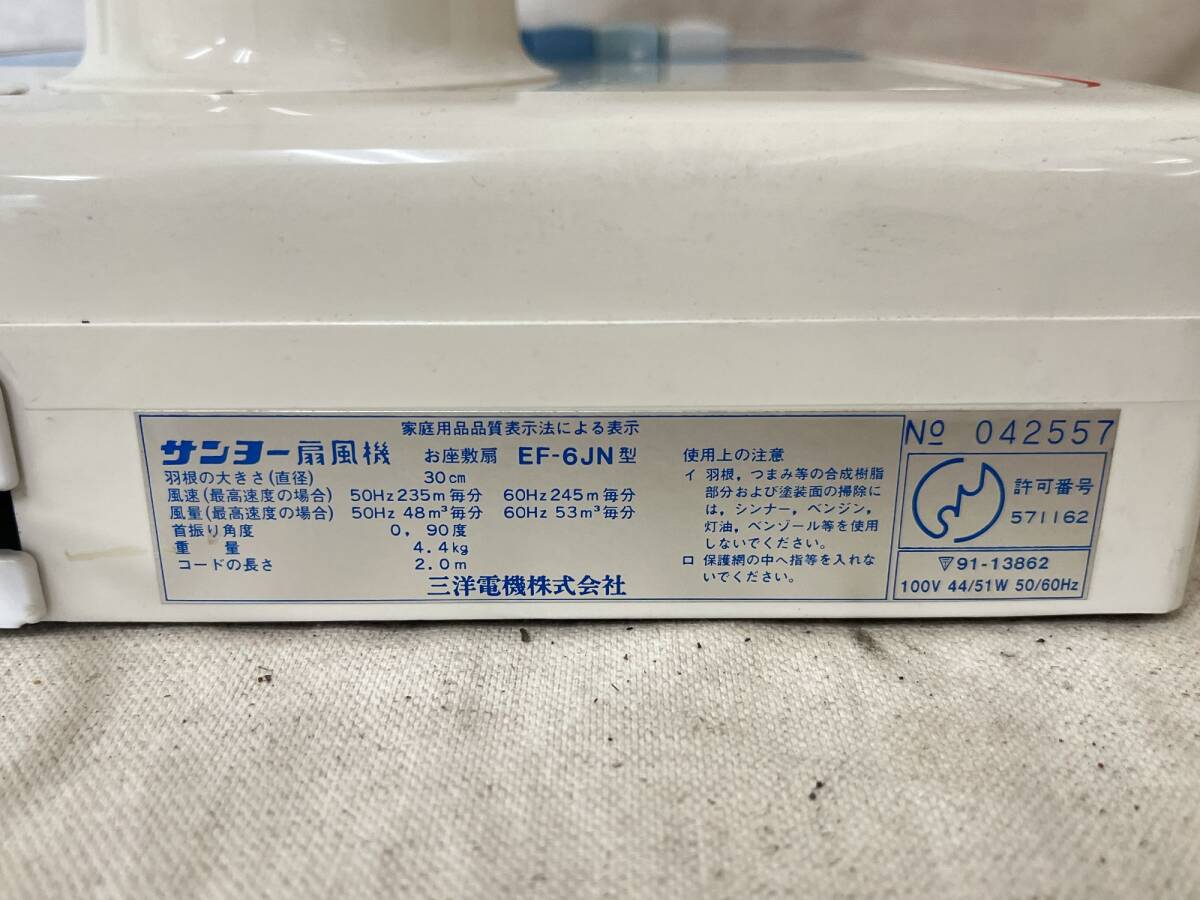 家庭用品品質表示法による表示
サンヨー扇風機 お座敷扇 EF-6JN型
羽根の大きさ(直径) 30cm
風速(最高速度の場合) 50Hz 235m毎分 60Hz 245m毎分
風量(最高速度の場合) 50Hz 48m³毎分 60Hz 53m³毎分
首振り角度 0, 90度
重量 4.4kg
コードの長さ 2.0m
三洋電機株式会社
使用上の注意
イ 羽根,つまみ等の合成樹脂
部分および塗装面の掃除に
は,シンナー,ベンジン,
灯油,ベンゾール等を使用
しないでください。
ロ 保護網の中へ指等を入れな
いでください。
No 042557
許可番号
571162
▽91-13862
100V 44/51W 50/60Hz